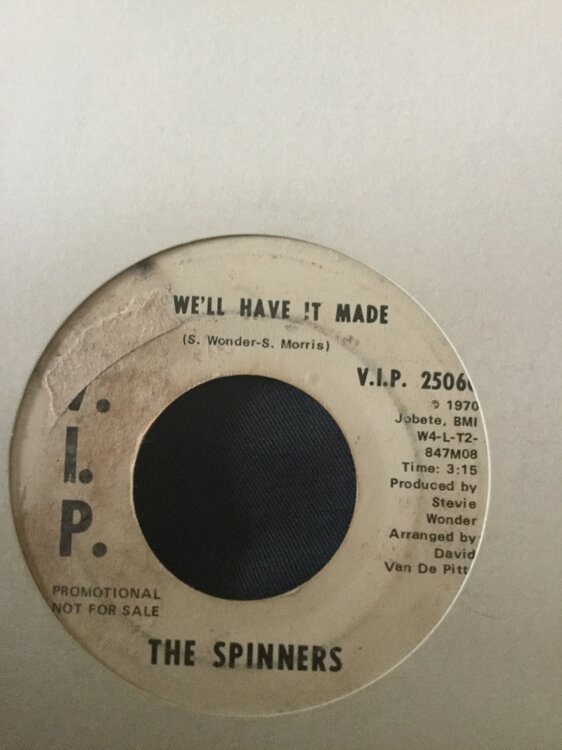 WE'LL HAVE IT MADE
(S. Wonder-S. Morris)
V.I.P. 25060
℗ 1970
Jobete, BMI
W4-L-T2-
847M08
Time: 3:15
Produced by
Stevie
Wonder
Arranged by
David
Van De Pitt
V.
I.
P.
PROMOTIONAL
NOT FOR SALE
THE SPINNERS